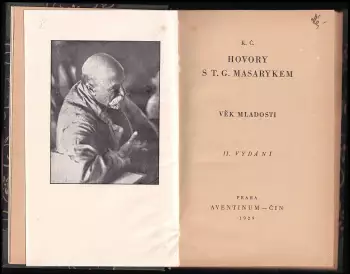 K. Č.
HOVORY
S T. G. MASARYKEM
VĚK MLADOSTI
II. VYDÁNÍ
PRAHA
AVENTINUM—ČIN
1929